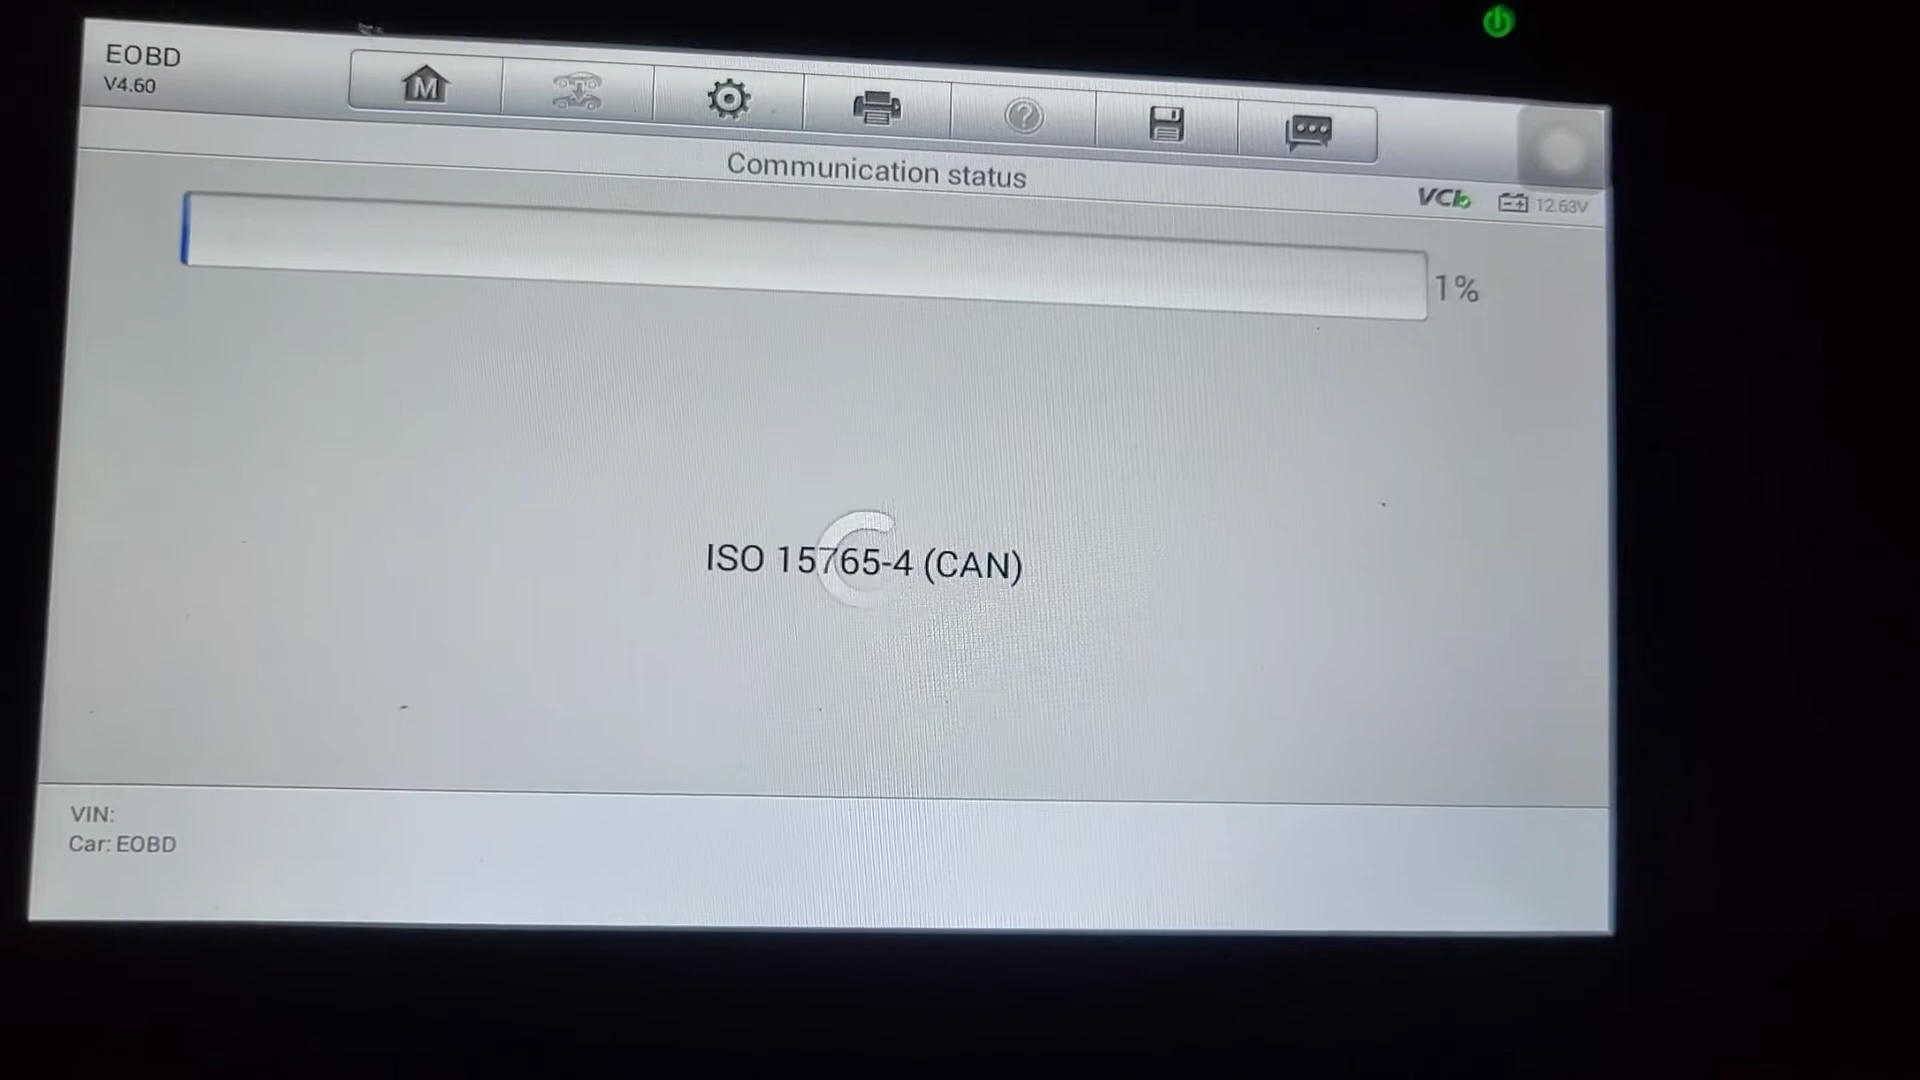 EOBD
V4.60
M
Communication status
VCI
12.63V
1%
ISO 15765-4 (CAN)
VIN:
Car: EOBD